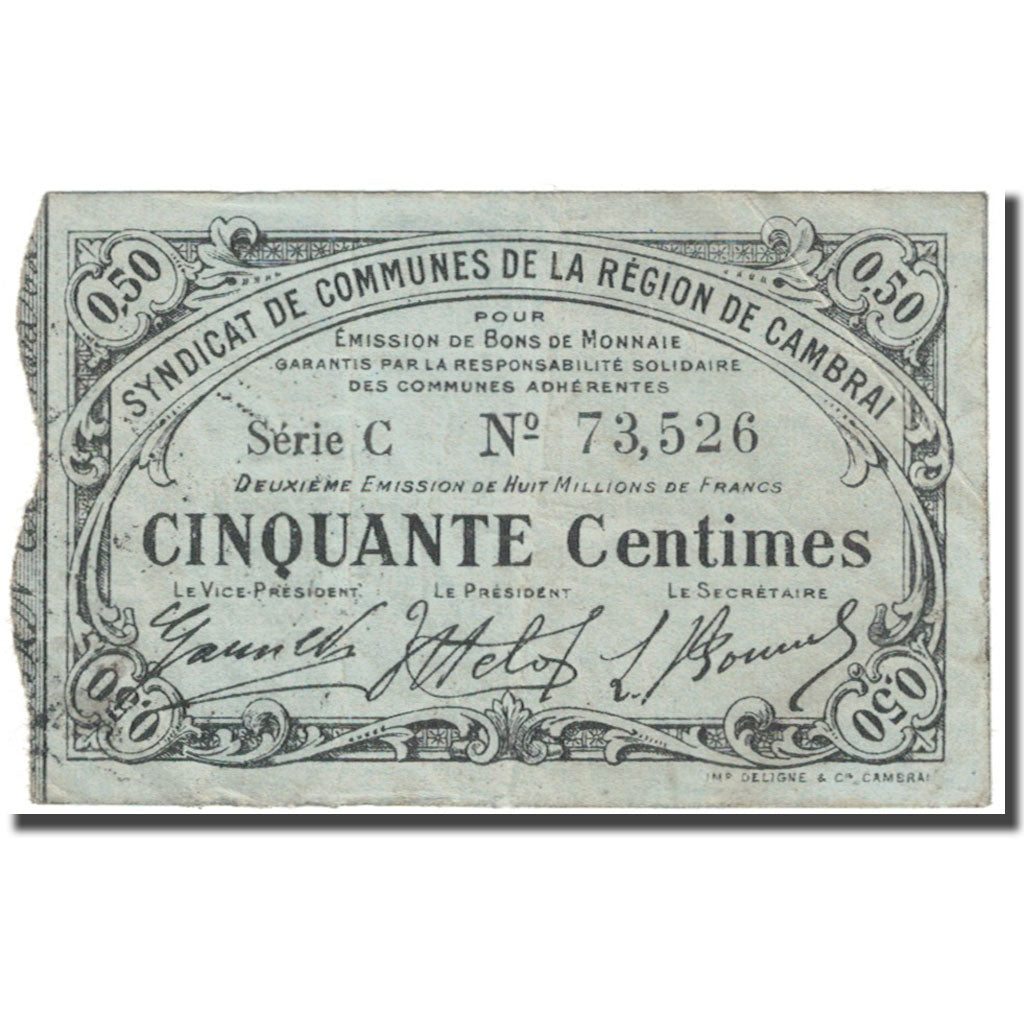 0,50 0,50
SYNDICAT DE COMMUNES DE LA RÉGION DE CAMBRAI
POUR
ÉMISSION DE BONS DE MONNAIE
GARANTIS PAR LA RESPONSABILITÉ SOLIDAIRE
DES COMMUNES ADHÉRENTES
Série C Nº 73,526
DEUXIÈME EMISSION DE HUIT MILLIONS DE FRANCS
CINQUANTE Centimes
LE VICE-PRÉSIDENT LE PRÉSIDENT LE SECRÉTAIRE
0,50 0,50
IMP. DELIGNE & Cie. CAMBRAI